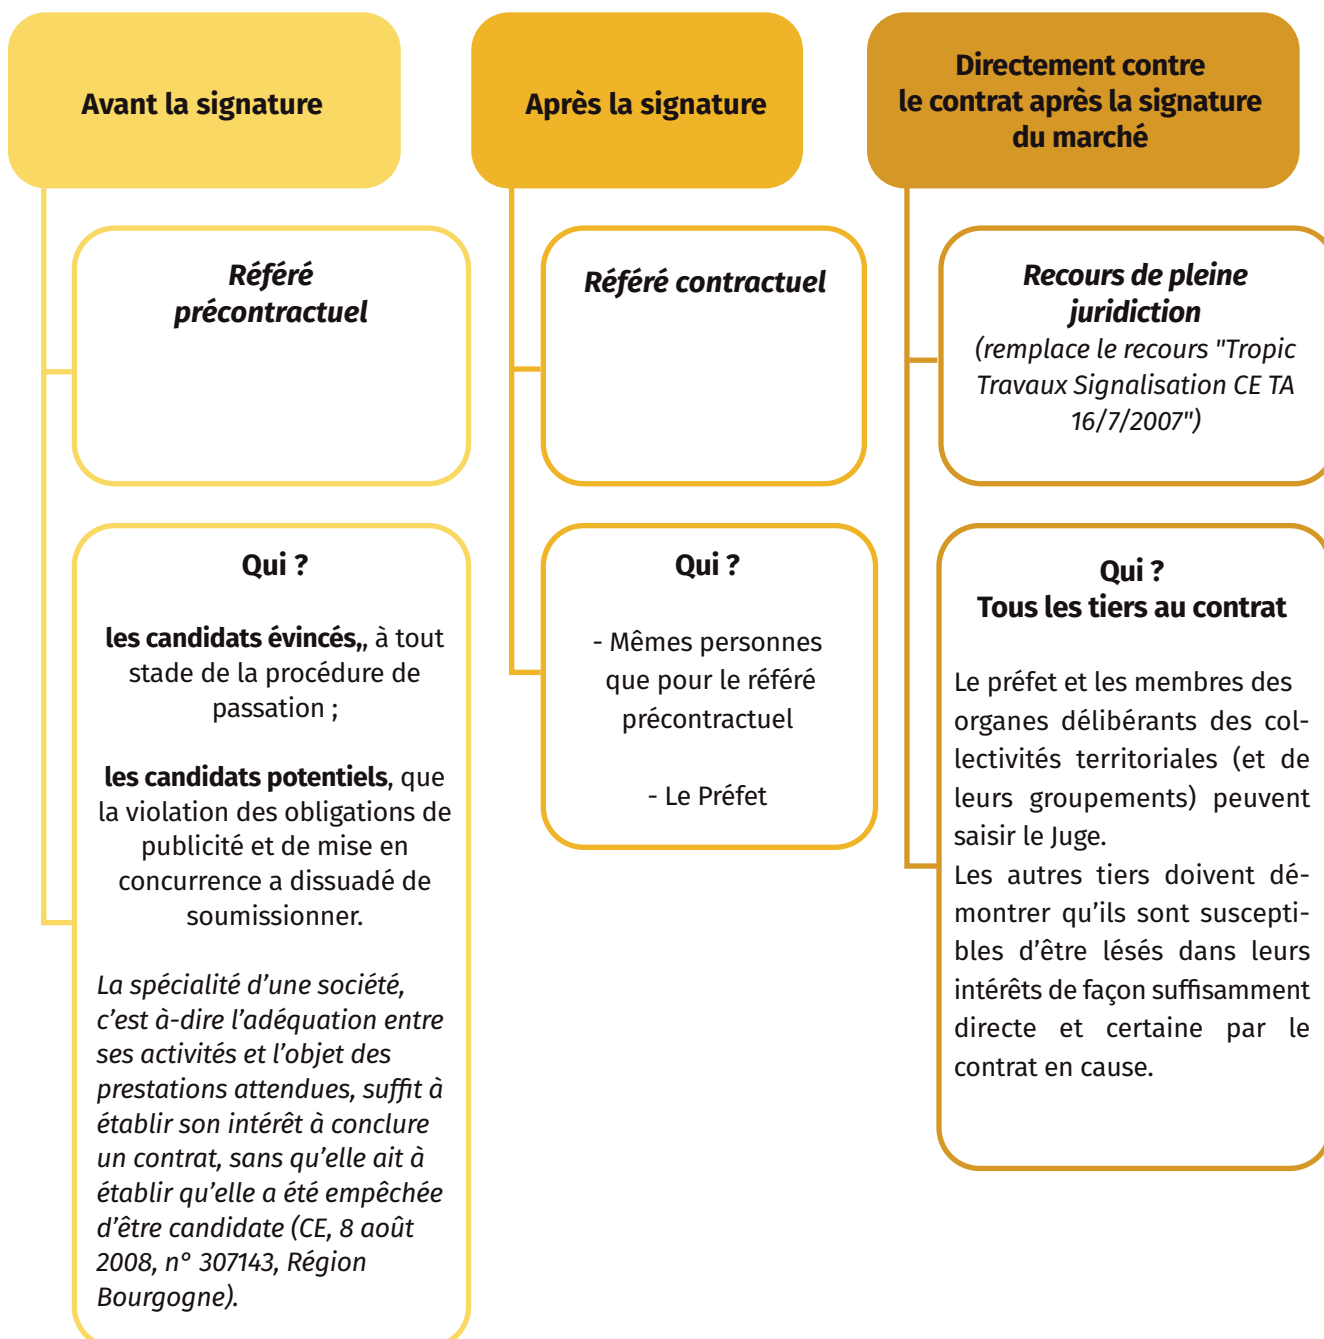 Avant la signature
Référé
précontractuel
Qui ?
les candidats évincés,, à tout
stade de la procédure de
passation ;
les candidats potentiels, que
la violation des obligations de
publicité et de mise en
concurrence a dissuadé de
soumissionner.
La spécialité d’une société,
c’est à-dire l’adéquation entre
ses activités et l’objet des
prestations attendues, suffit à
établir son intérêt à conclure
un contrat, sans qu’elle ait à
établir qu’elle a été empêchée
d’être candidate (CE, 8 août
2008, n° 307143, Région
Bourgogne).
Après la signature
Référé contractuel
Qui ?
- Mêmes personnes
que pour le référé
précontractuel
- Le Préfet
Directement contre
le contrat après la signature
du marché
Recours de pleine
juridiction
(remplace le recours "Tropic
Travaux Signalisation CE TA
16/7/2007")
Qui ?
Tous les tiers au contrat
Le préfet et les membres des
organes délibérants des col-
lectivités territoriales (et de
leurs groupements) peuvent
saisir le Juge.
Les autres tiers doivent dé-
montrer qu’ils sont suscepti-
bles d’être lésés dans leurs
intérêts de façon suffisamment
directe et certaine par le
contrat en cause.